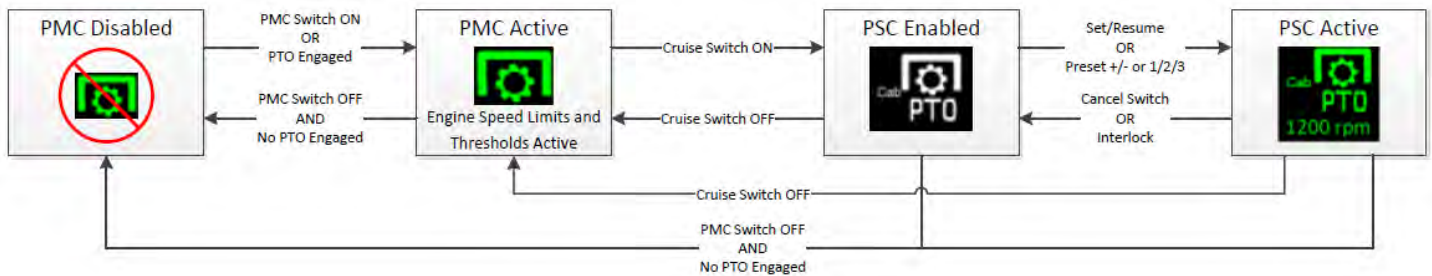 PMC Disabled
PMC Switch ON
OR
PTO Engaged
PMC Switch OFF
AND
No PTO Engaged
PMC Active
Engine Speed Limits and
Thresholds Active
Cruise Switch ON
Cruise Switch OFF
PSC Enabled
Cab
PTO
Set/Resume
OR
Preset +/- or 1/2/3
Cancel Switch
OR
Interlock
PSC Active
Cab
PTO
1200 rpm
Cruise Switch OFF
PMC Switch OFF
AND
No PTO Engaged